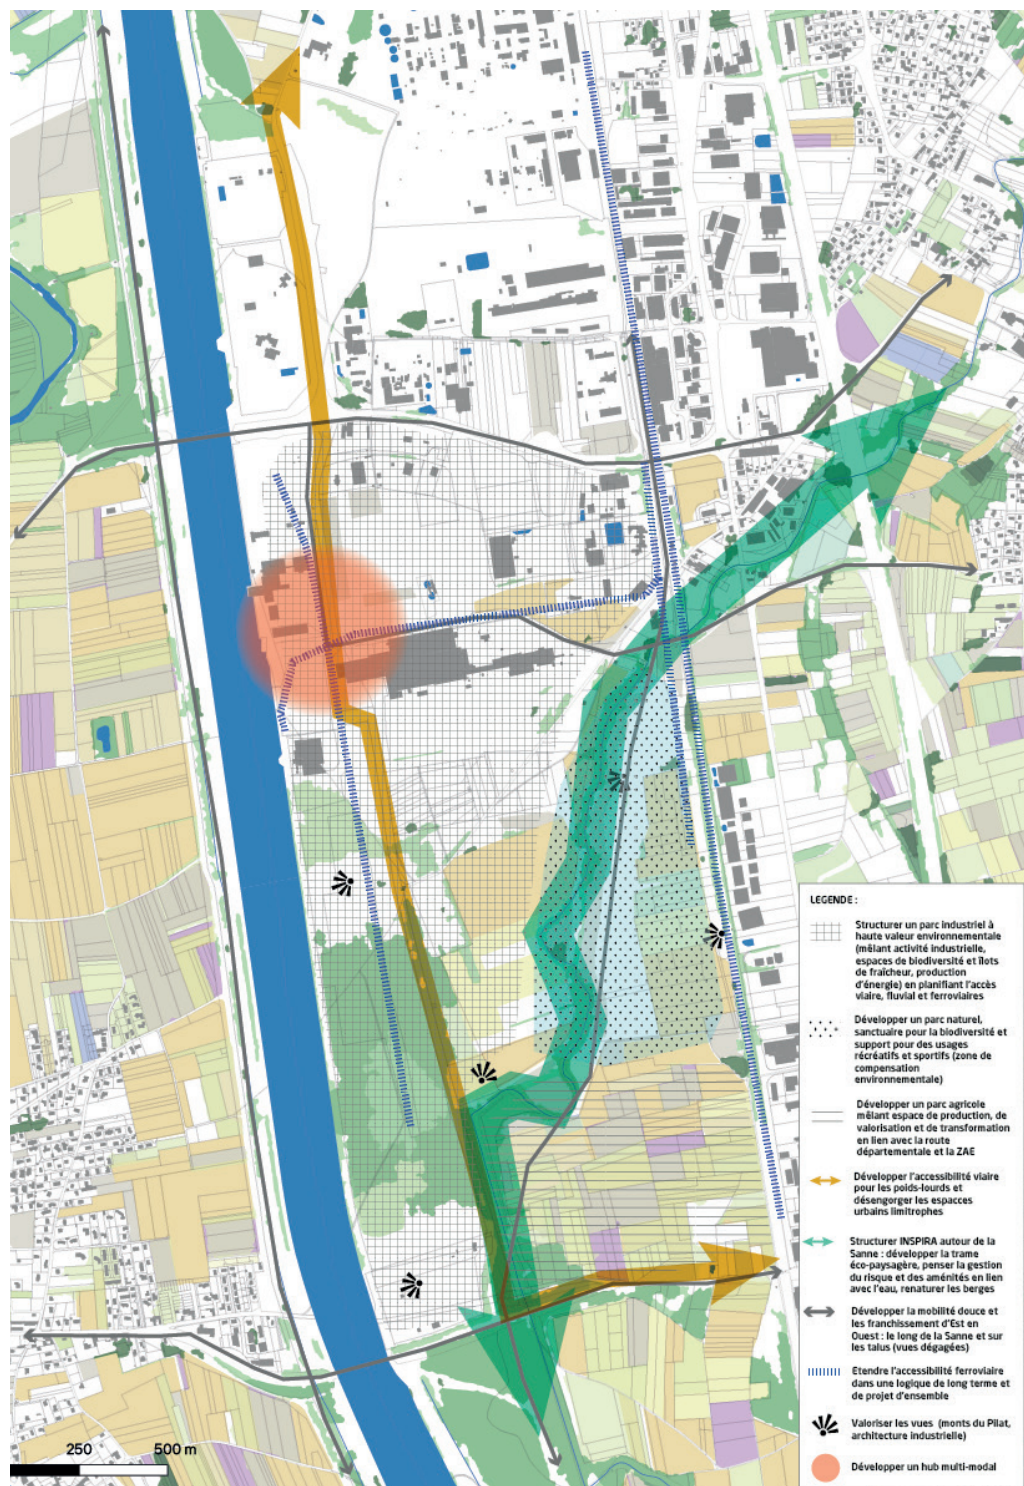 LEGENDE :
Structurer un parc industriel à
haute valeur environnementale
(mêlant activité industrielle,
espaces de biodiversité et îlots
de fraîcheur, production
d'énergie) en planifiant l'accès
viaire, fluvial et ferroviaires
Développer un parc naturel,
sanctuaire pour la biodiversité et
support pour des usages
récréatifs et sportifs (zone de
compensation
environnementale)
Développer un parc agricole
mêlant espace de production, de
valorisation et de transformation
en lien avec la route
départementale et la ZAE
Développer l'accessibilité viaire
pour les poids-lourds et
désengorger les espacces
urbains limitrophes
Structurer INSPIRA autour de la
Sanne : développer la trame
éco-paysagère, penser la gestion
du risque et des aménités en lien
avec l'eau, renaturer les berges
Développer la mobilité douce et
les franchissement d'Est en
Ouest : le long de la Sanne et sur
les talus (vues dégagées)
Etendre l'accessibilité ferroviaire
dans une logique de long terme et
de projet d'ensemble
Valoriser les vues (monts du Pilat,
architecture industrielle)
Développer un hub multi-modal
250 500 m